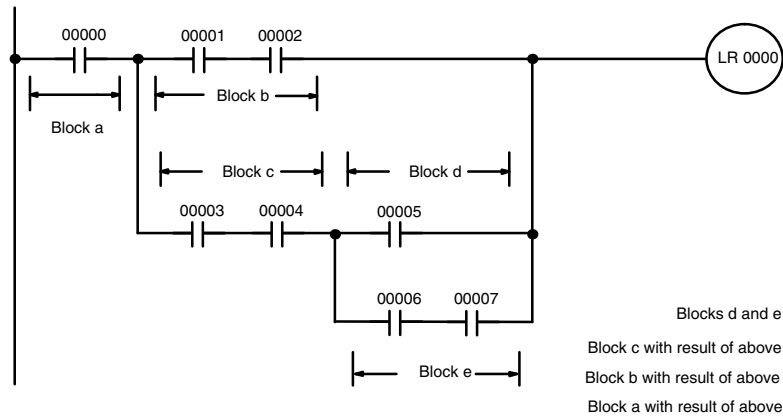 00000
00001
00002
LR 0000
Block b
Block a
Block c
Block d
00003
00004
00005
00006
00007
Blocks d and e
Block c with result of above
Block e
Block b with result of above
Block a with result of above